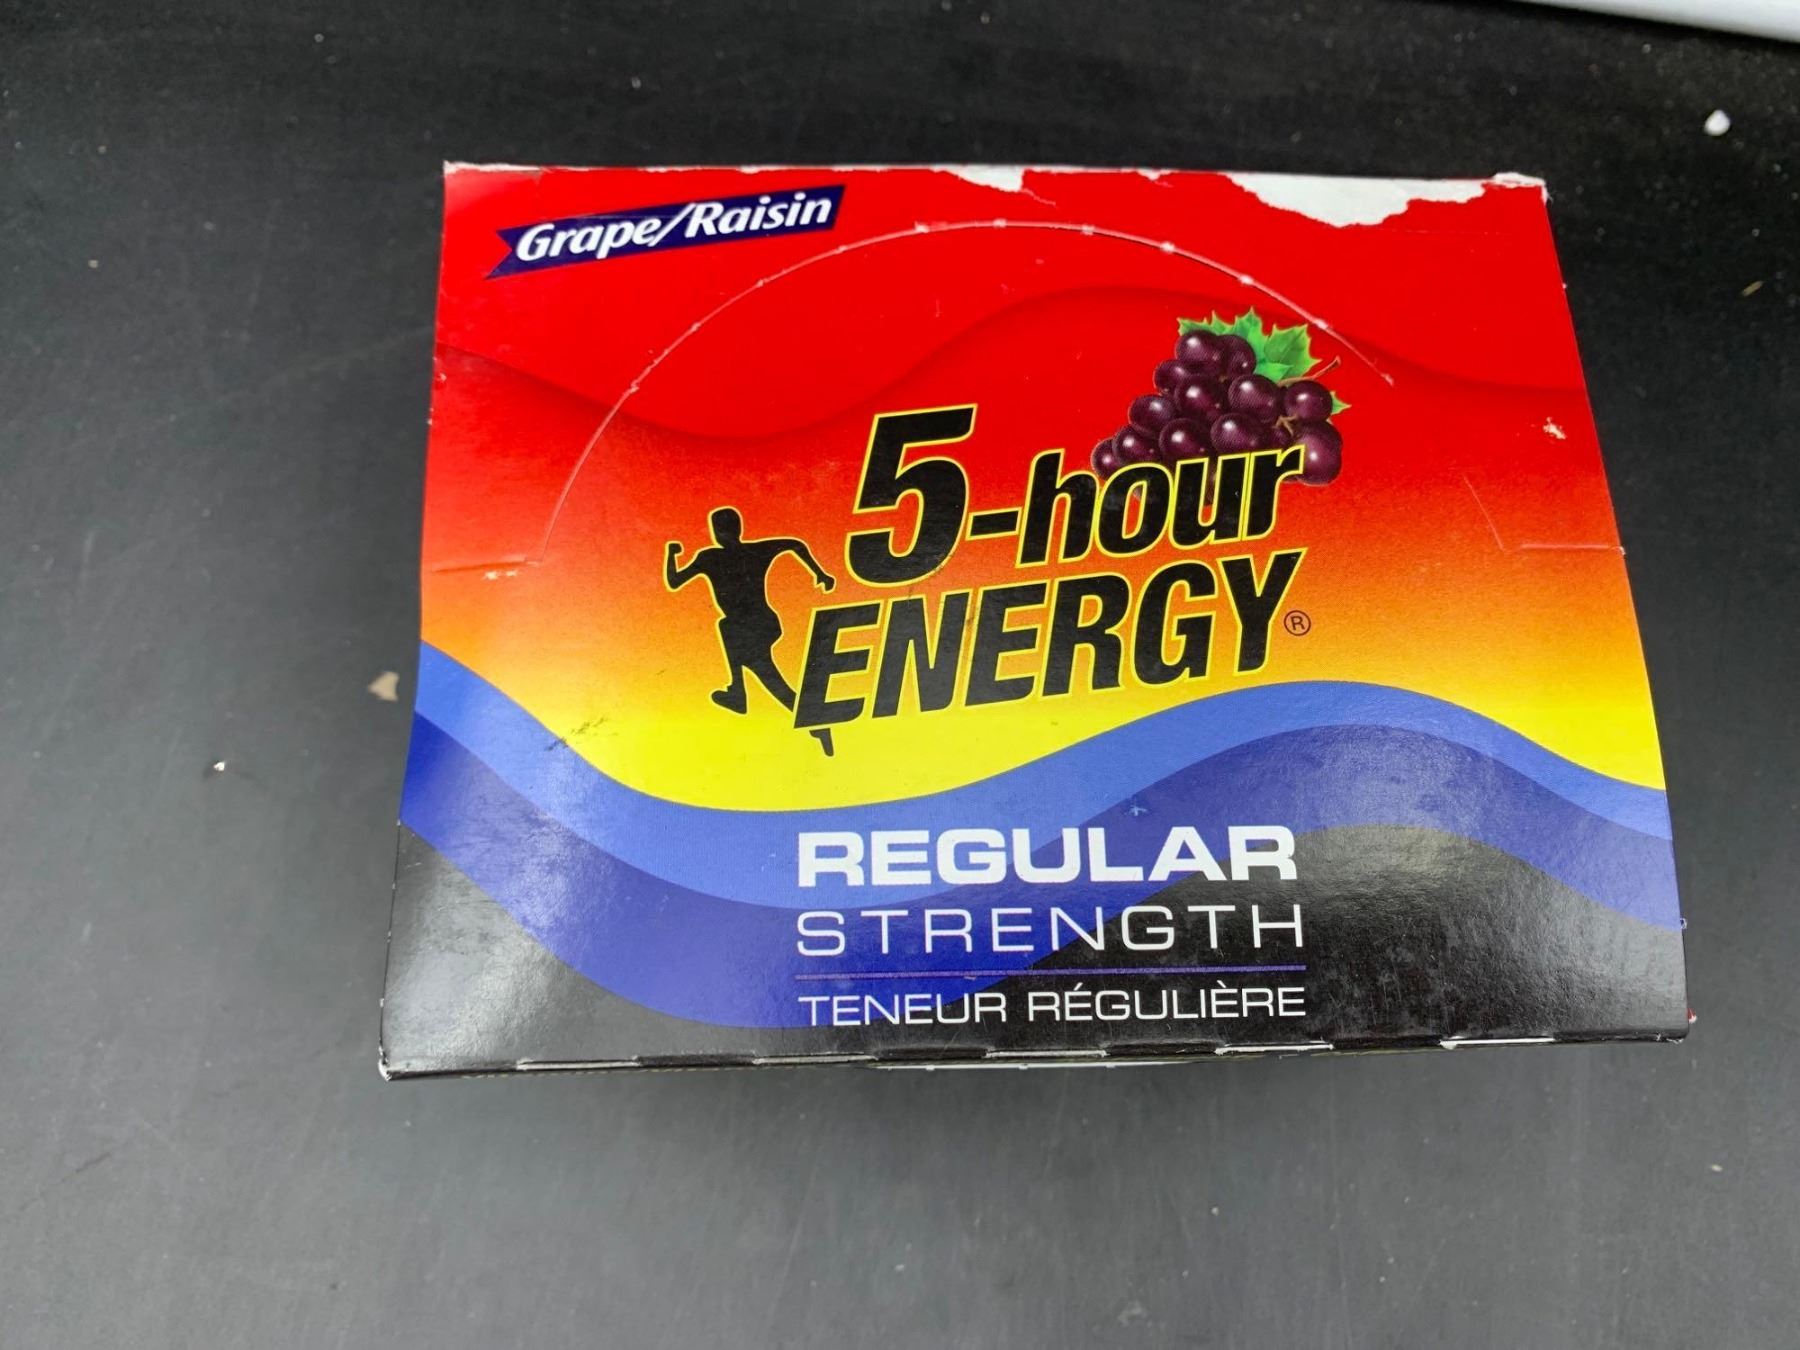 Grape/Raisin
5-hour
ENERGY®
REGULAR
STRENGTH
TENEUR RÉGULIÈRE